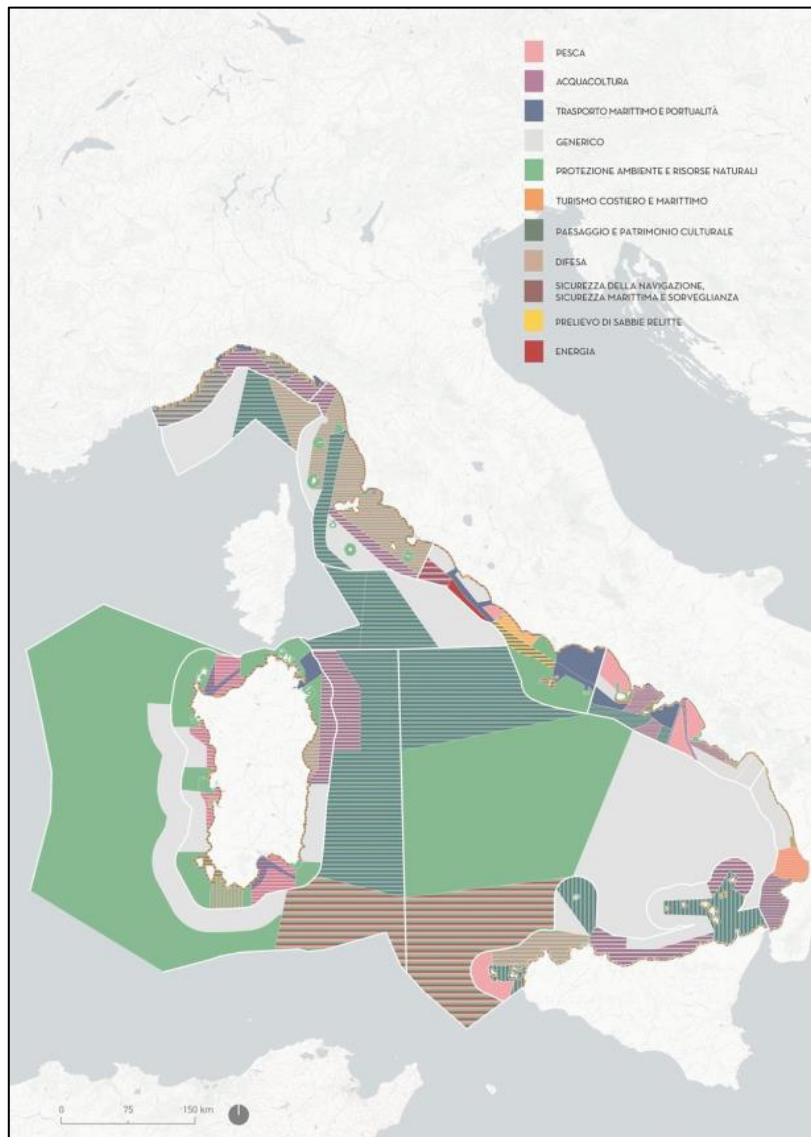 PESCA
ACQUACOLTURA
TRASPORTO MARITTIMO E PORTUALITÀ
GENERICO
PROTEZIONE AMBIENTE E RISORSE NATURALI
TURISMO COSTIERO E MARITTIMO
PAESAGGIO E PATRIMONIO CULTURALE
DIFESA
SICUREZZA DELLA NAVIGAZIONE,
SICUREZZA MARITTIMA E SORVEGLIANZA
PRELIEVO DI SABBIE RELITTE
ENERGIA
0 75 150 km